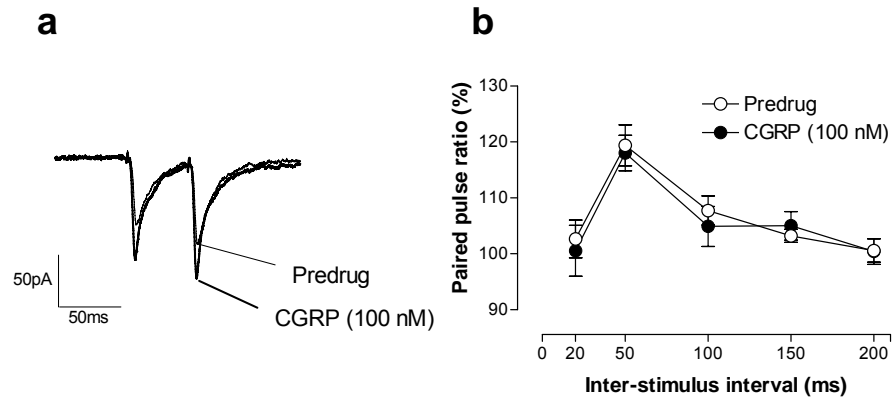 a
Predrug
CGRP (100 nM)
50pA
50ms
b
Paired pulse ratio (%)
130
120
110
100
90
Predrug
CGRP (100 nM)
0 20 50 100 150 200
Inter-stimulus interval (ms)